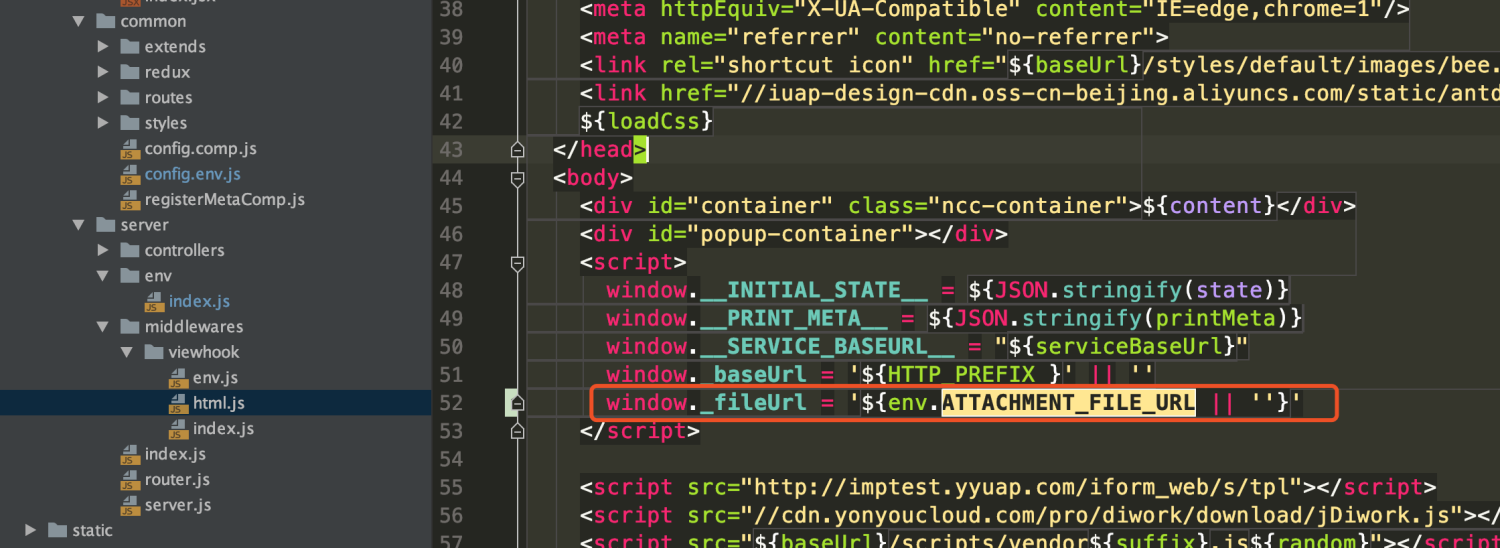 index.jsx
common
extends
redux
routes
styles
config.comp.js
config.env.js
registerMetaComp.js
server
controllers
env
index.js
middlewares
viewhook
env.js
html.js
index.js
index.js
router.js
server.js
static
38 <meta httpEquiv="X-UA-Compatible" content="IE=edge,chrome=1"/>
39 <meta name="referrer" content="no-referrer">
40 <link rel="shortcut icon" href="${baseUrl}/styles/default/images/bee.
41 <link href="//iuap-design-cdn.oss-cn-beijing.aliyuncs.com/static/antd
42 ${loadCss}
43 </head>
44 <body>
45 <div id="container" class="ncc-container">${content}</div>
46 <div id="popup-container"></div>
47 <script>
48 window.__INITIAL_STATE__ = ${JSON.stringify(state)}
49 window.__PRINT_META__ = ${JSON.stringify(printMeta)}
50 window.__SERVICE_BASEURL__ = "${serviceBaseUrl}"
51 window._baseUrl = '${HTTP_PREFIX }' || ''
52 window._fileUrl = '${env.ATTACHMENT_FILE_URL || ''}'
53 </script>
54
55 <script src="http://imptest.yyuap.com/iform_web/s/tpl"></script>
56 <script src="//cdn.yonyoucloud.com/pro/diwork/download/jDiwork.js"></s
57 <script src="${baseUrl}/scripts/vendor${suffix}.js${random}"></script